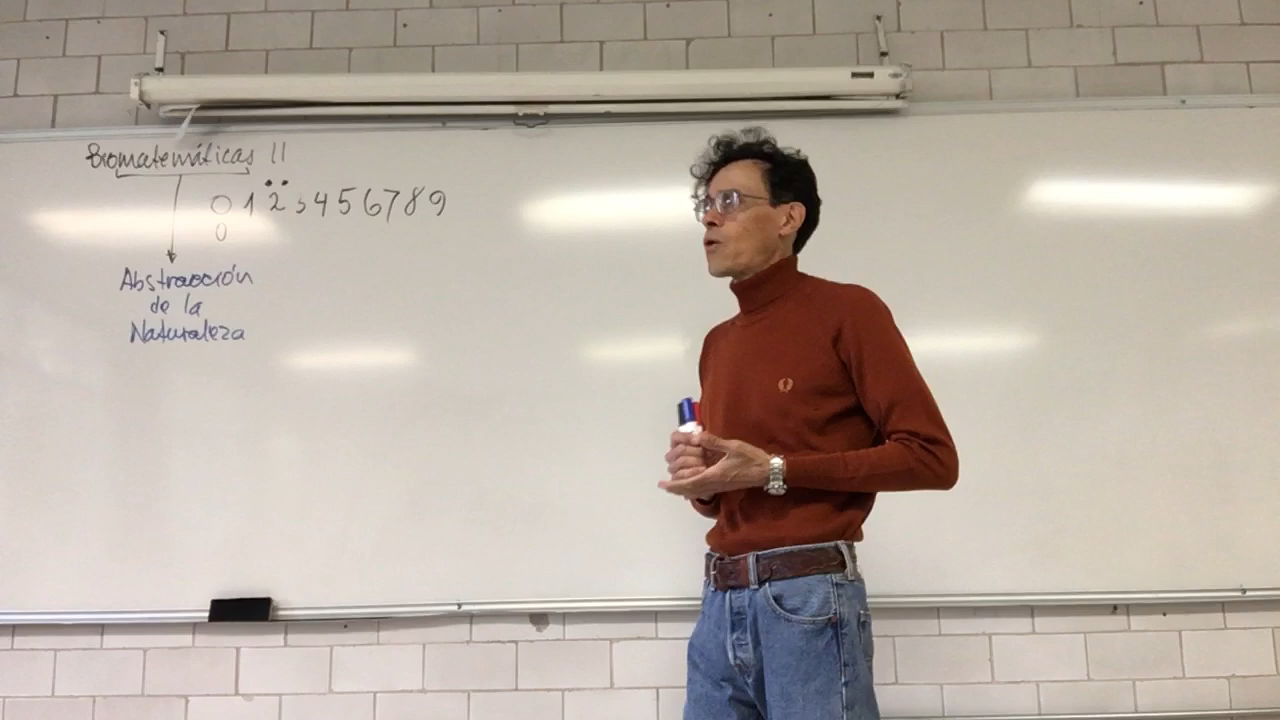 Biomatemáticas II
0 1 2 3 4 5 6 7 8 9
0
Abstracción
de la
Naturaleza